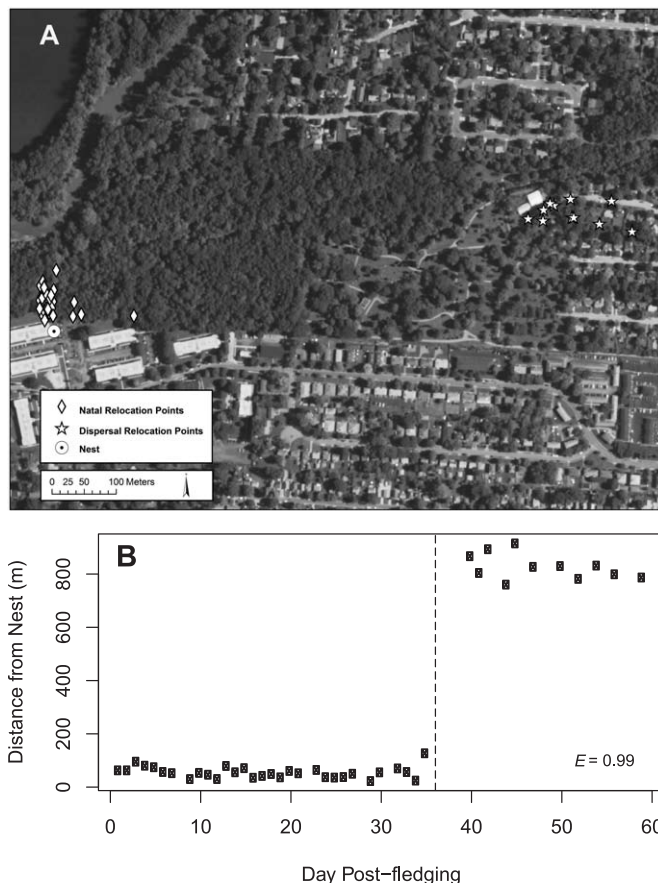 A
Natal Relocation Points
Dispersal Relocation Points
Nest
0 25 50 100 Meters
B
Distance from Nest (m)
800
600
400
200
0
E = 0.99
0 10 20 30 40 50 60
Day Post−fledging